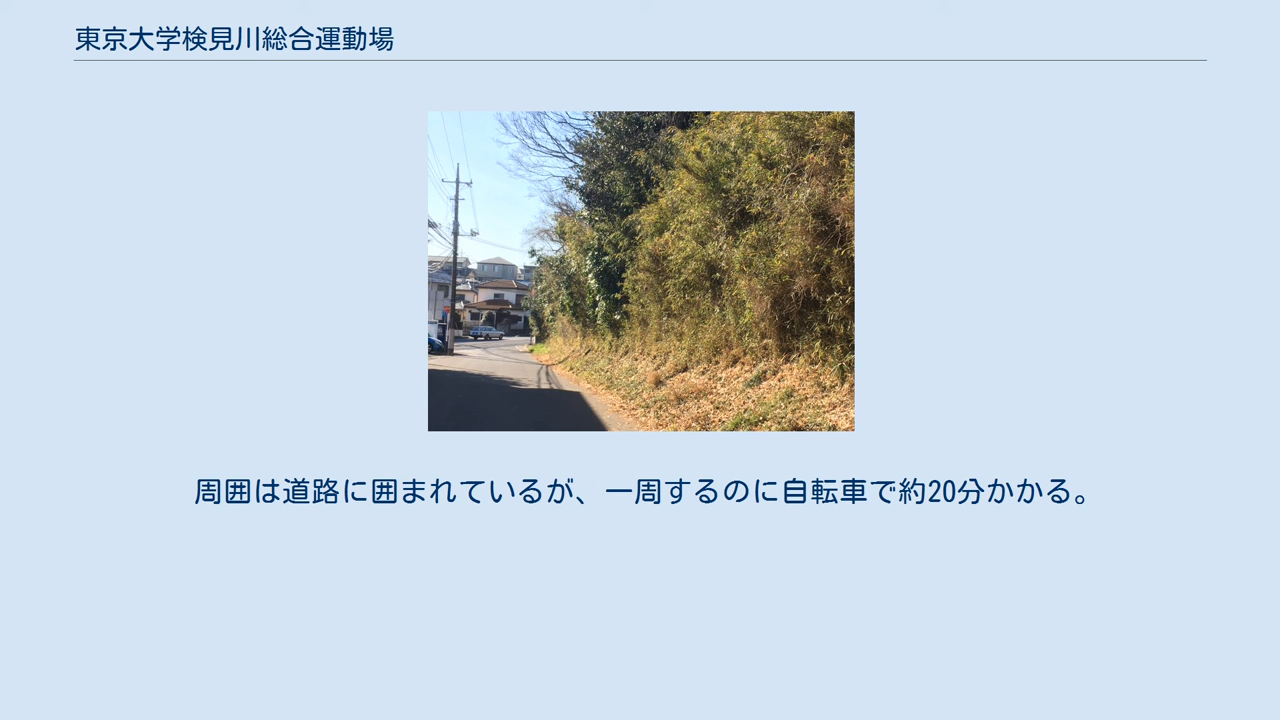 東京大学検見川総合運動場
周囲は道路に囲まれているが、一周するのに自転車で約20分かかる。